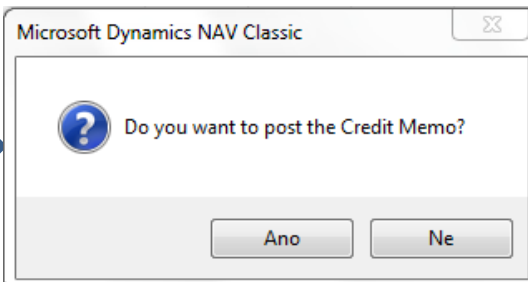 Microsoft Dynamics NAV Classic
Do you want to post the Credit Memo?
Ano
Ne